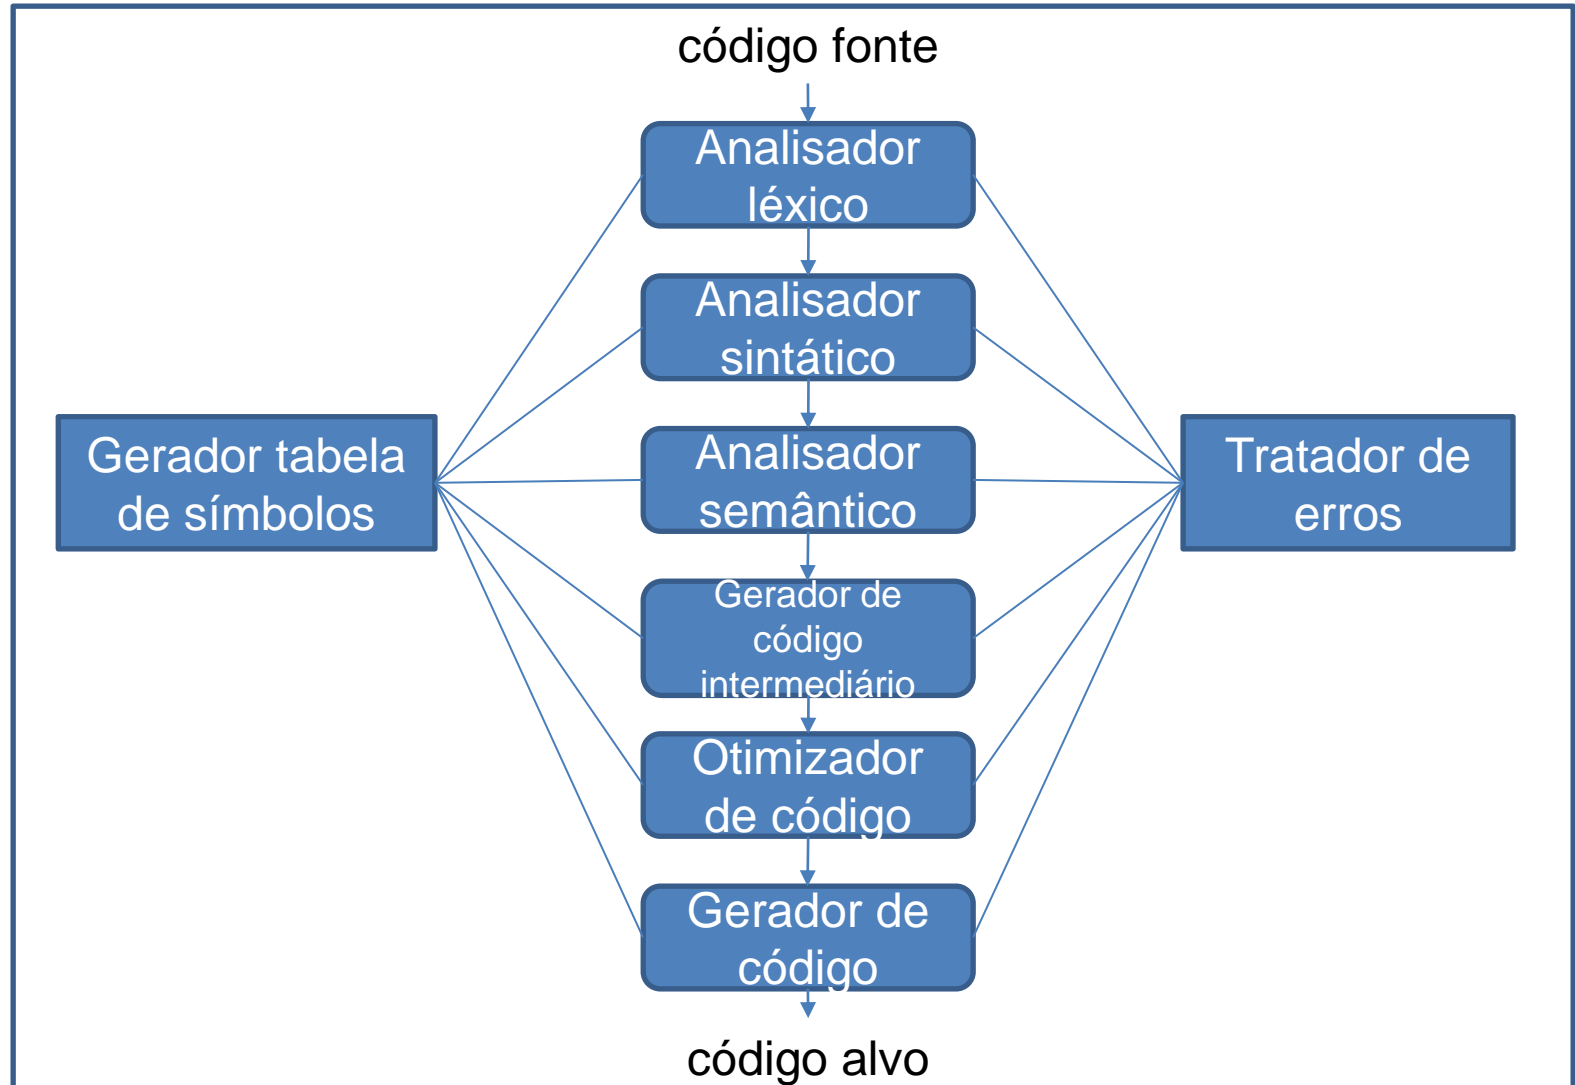 código fonte
Analisador
léxico
Analisador
sintático
Gerador tabela
de símbolos
Analisador
semântico
Tratador de
erros
Gerador de
código
intermediário
Otimizador
de código
Gerador de
código
código alvo